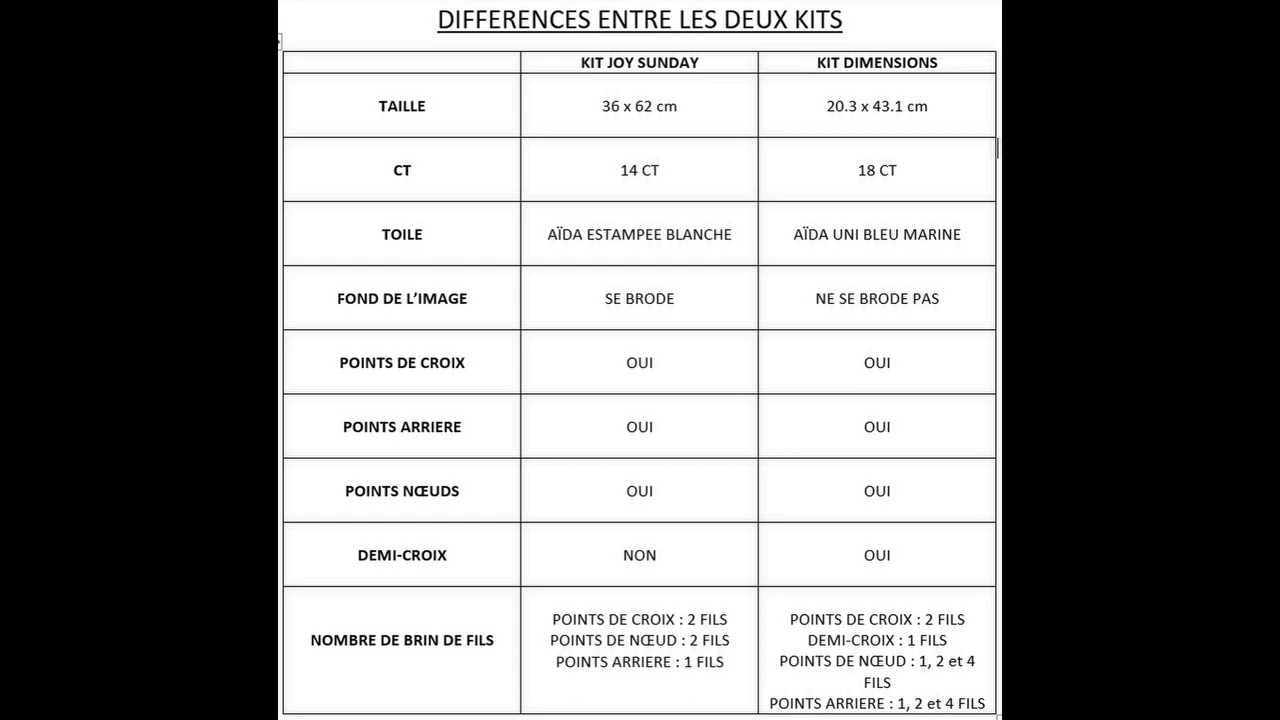 DIFFERENCES ENTRE LES DEUX KITS
KIT JOY SUNDAY KIT DIMENSIONS
TAILLE 36 x 62 cm 20.3 x 43.1 cm
CT 14 CT 18 CT
TOILE AÏDA ESTAMPEE BLANCHE AÏDA UNI BLEU MARINE
FOND DE L'IMAGE SE BRODE NE SE BRODE PAS
POINTS DE CROIX OUI OUI
POINTS ARRIERE OUI OUI
POINTS NŒUDS OUI OUI
DEMI-CROIX NON OUI
NOMBRE DE BRIN DE FILS
POINTS DE CROIX : 2 FILS
POINTS DE NŒUD : 2 FILS
POINTS ARRIERE : 1 FILS
POINTS DE CROIX : 2 FILS
DEMI-CROIX : 1 FILS
POINTS DE NŒUD : 1, 2 et 4
FILS
POINTS ARRIERE : 1, 2 et 4 FILS